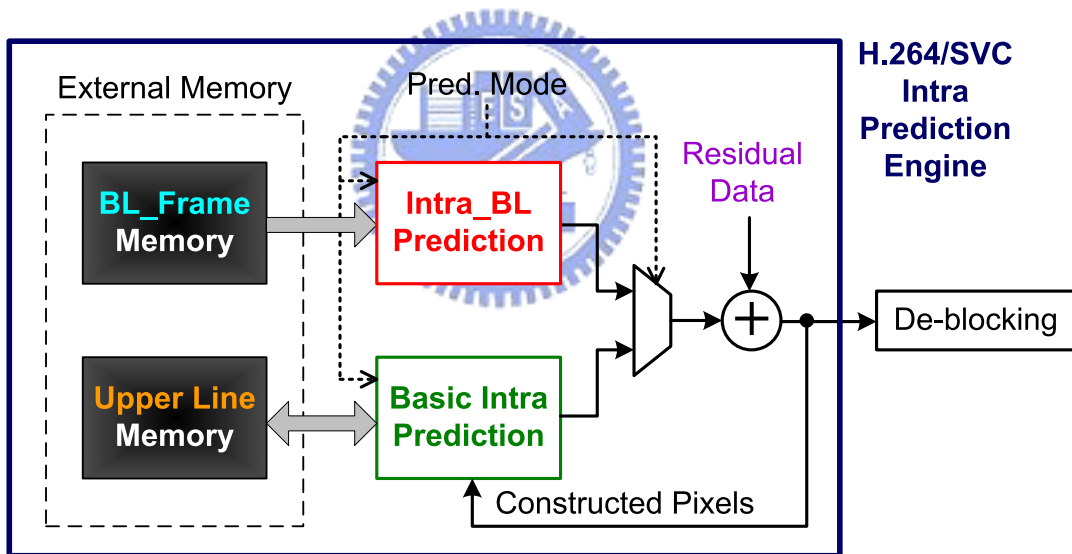 H.264/SVC
Intra
Prediction
Engine
External Memory
Pred. Mode
Residual
Data
BL_Frame
Memory
Intra_BL
Prediction
De-blocking
Upper Line
Memory
Basic Intra
Prediction
Constructed Pixels